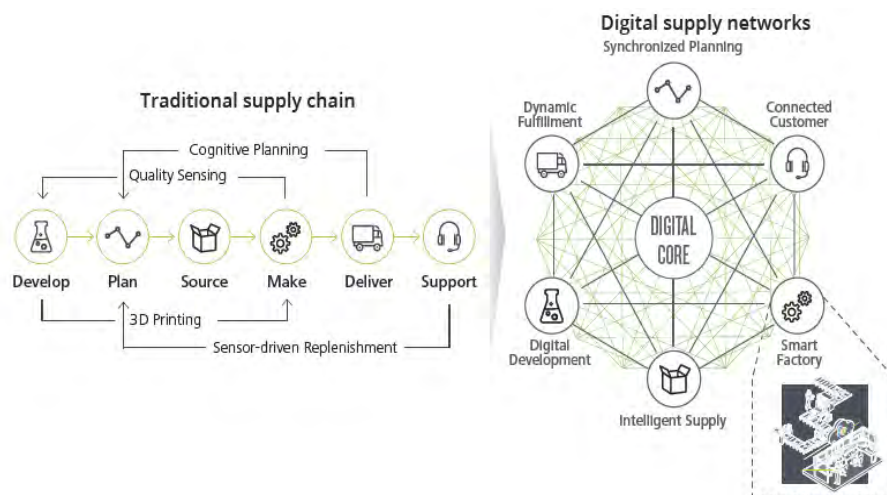 Digital supply networks
Synchronized Planning
Traditional supply chain
Dynamic
Fulfillment
Connected
Customer
Cognitive Planning
Quality Sensing
DIGITAL
CORE
Develop
Plan
Source
Make
Deliver
Support
3D Printing
Sensor-driven Replenishment
Digital
Development
Smart
Factory
Intelligent Supply